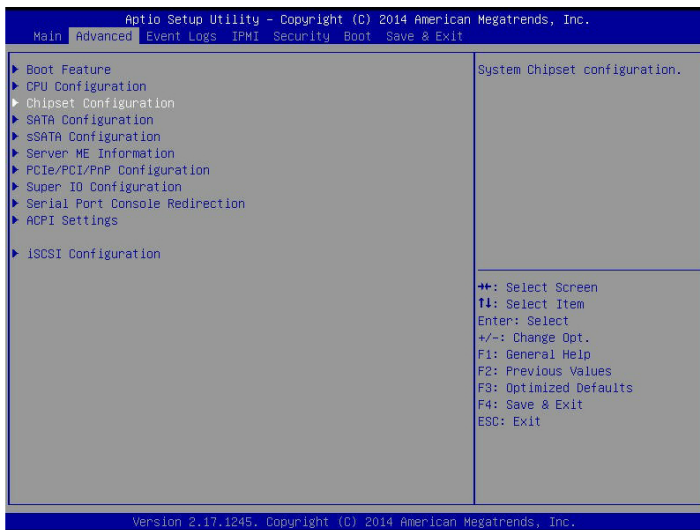 Aptio Setup Utility – Copyright (C) 2014 American Megatrends, Inc.
Main Advanced Event Logs IPMI Security Boot Save & Exit
Boot Feature
CPU Configuration
Chipset Configuration
SATA Configuration
sSATA Configuration
Server ME Information
PCIe/PCI/PnP Configuration
Super IO Configuration
Serial Port Console Redirection
ACPI Settings
iSCSI Configuration
System Chipset configuration.
→←: Select Screen
↑↓: Select Item
Enter: Select
+/-: Change Opt.
F1: General Help
F2: Previous Values
F3: Optimized Defaults
F4: Save & Exit
ESC: Exit
Version 2.17.1245. Copyright (C) 2014 American Megatrends, Inc.